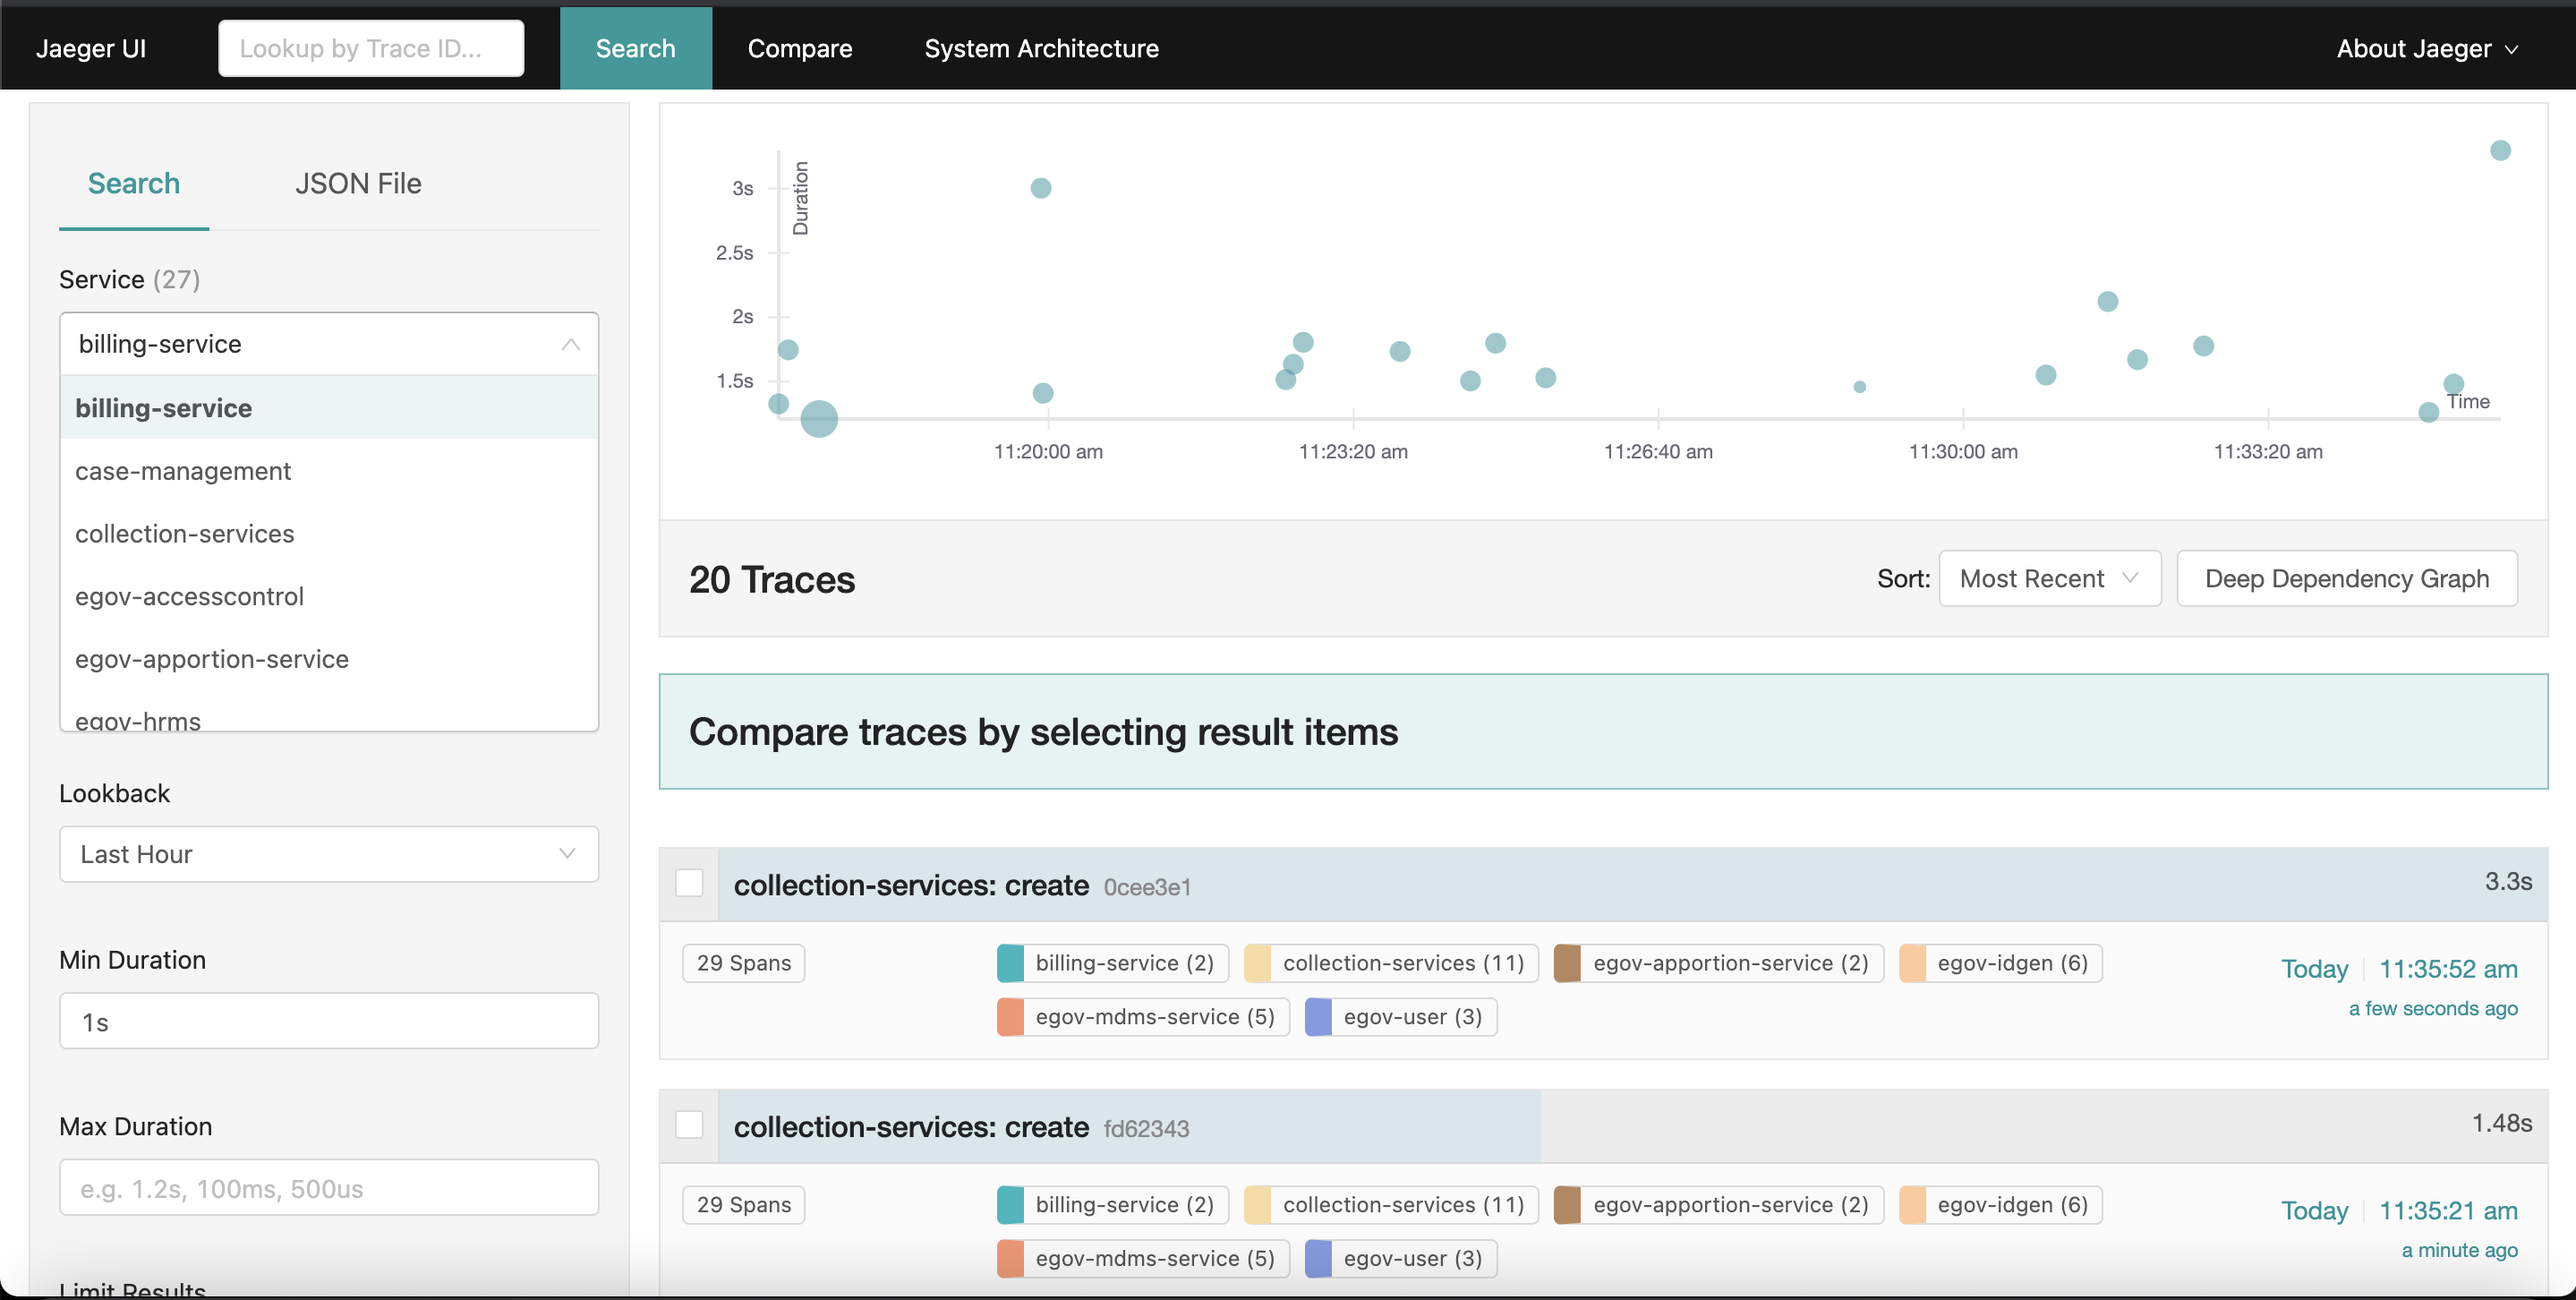 Jaeger UI
Lookup by Trace ID...
Search
Compare
System Architecture
About Jaeger
Search
JSON File
Service (27)
billing-service
billing-service
case-management
collection-services
egov-accesscontrol
egov-apportion-service
egov-hrms
Lookback
Last Hour
Min Duration
1s
Max Duration
e.g. 1.2s, 100ms, 500us
Limit Results
Duration
3s
2.5s
2s
1.5s
Time
11:20:00 am
11:23:20 am
11:26:40 am
11:30:00 am
11:33:20 am
20 Traces
Sort: Most Recent
Deep Dependency Graph
Compare traces by selecting result items
collection-services: create 0cee3e1
3.3s
29 Spans
billing-service (2)
collection-services (11)
egov-apportion-service (2)
egov-idgen (6)
egov-mdms-service (5)
egov-user (3)
Today 11:35:52 am
a few seconds ago
collection-services: create fd62343
1.48s
29 Spans
billing-service (2)
collection-services (11)
egov-apportion-service (2)
egov-idgen (6)
egov-mdms-service (5)
egov-user (3)
Today 11:35:21 am
a minute ago